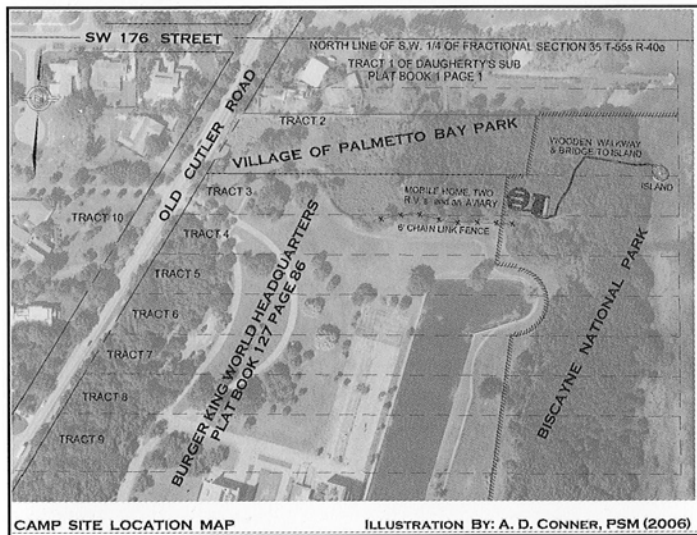 SW 176 STREET
NORTH LINE OF S.W. 1/4 OF FRACTIONAL SECTION 35 T-55s R-40e
TRACT 1 OF DAUGHERTY'S SUB
PLAT BOOK 1 PAGE 1
OLD CUTLER ROAD
TRACT 2
VILLAGE OF PALMETTO BAY PARK
WOODEN WALKWAY
& BRIDGE TO ISLAND
ISLAND
TRACT 3
MOBILE HOME, TWO
R.V.'s and an AVIARY
6' CHAIN LINK FENCE
TRACT 10
TRACT 4
TRACT 5
TRACT 6
TRACT 7
TRACT 8
TRACT 9
BURGER KING WORLD HEADQUARTERS
PLAT BOOK 127 PAGE 86
BISCAYNE NATIONAL PARK
CAMP SITE LOCATION MAP
ILLUSTRATION BY: A. D. CONNER, PSM (2006)